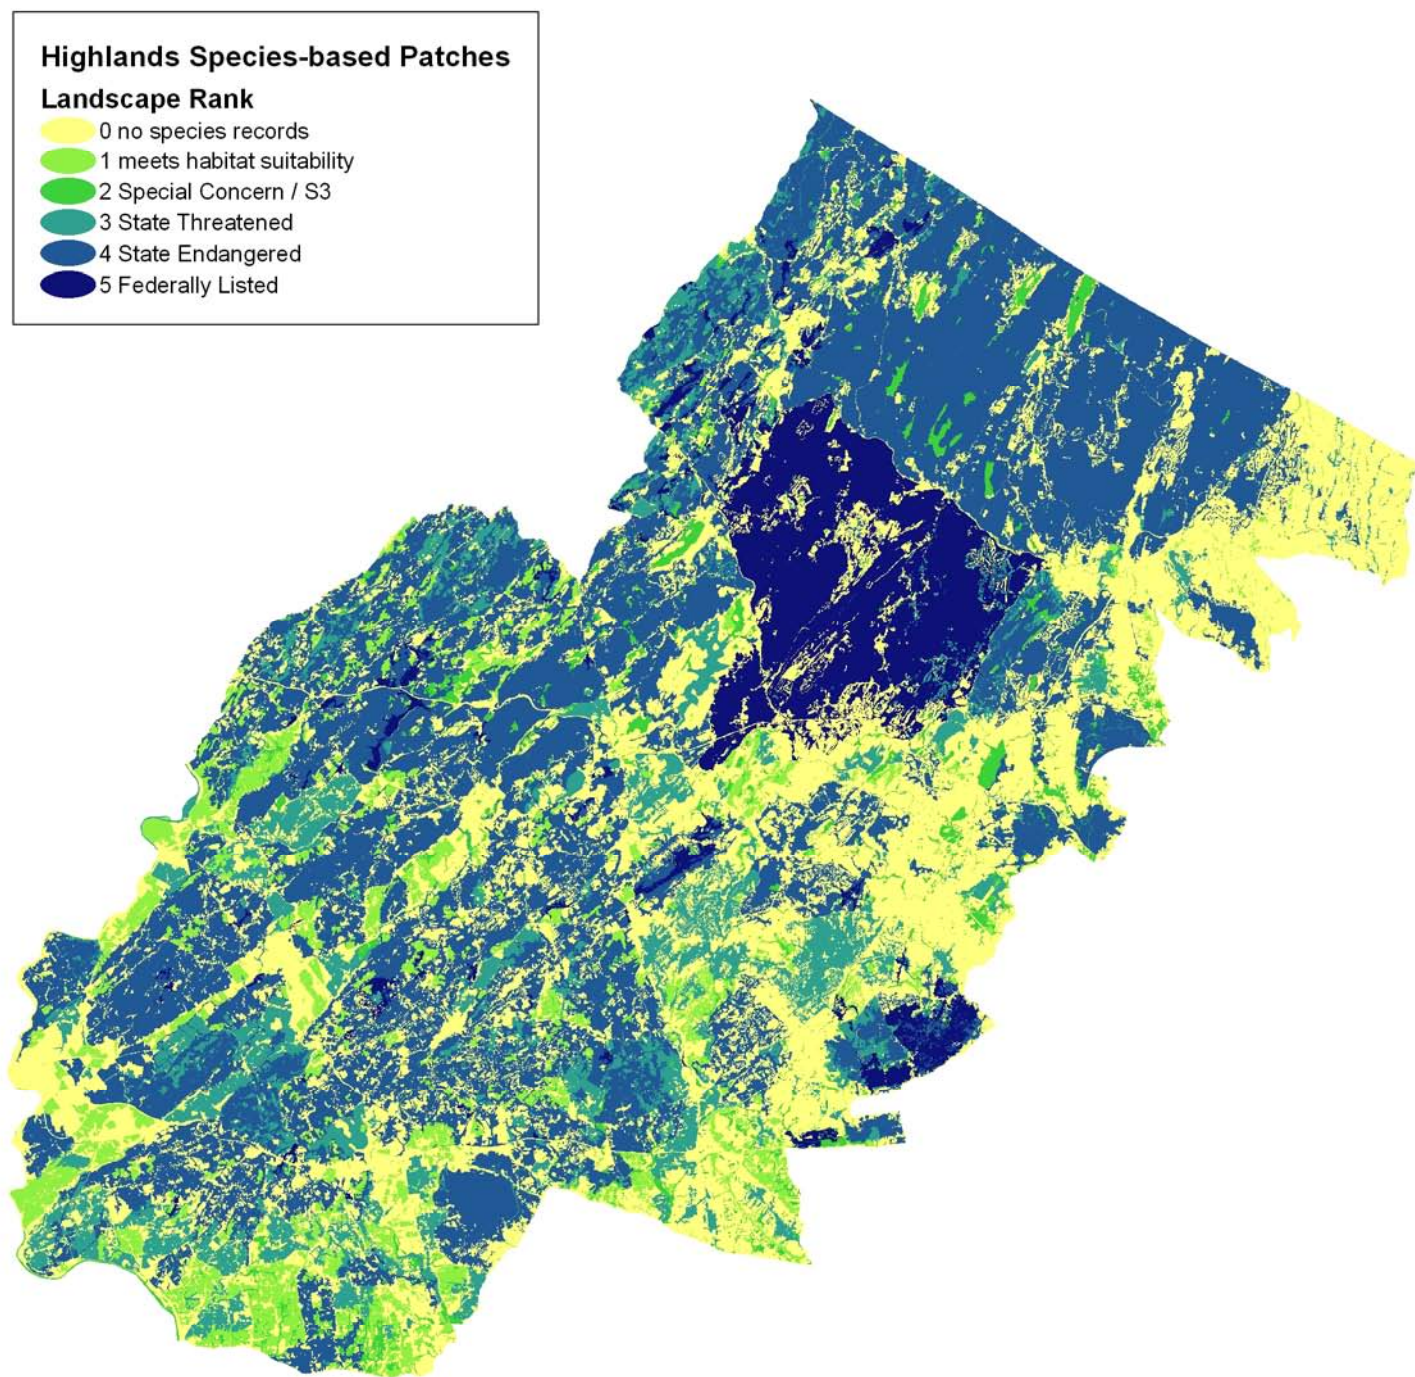 Highlands Species-based Patches
Landscape Rank
0 no species records
1 meets habitat suitability
2 Special Concern / S3
3 State Threatened
4 State Endangered
5 Federally Listed